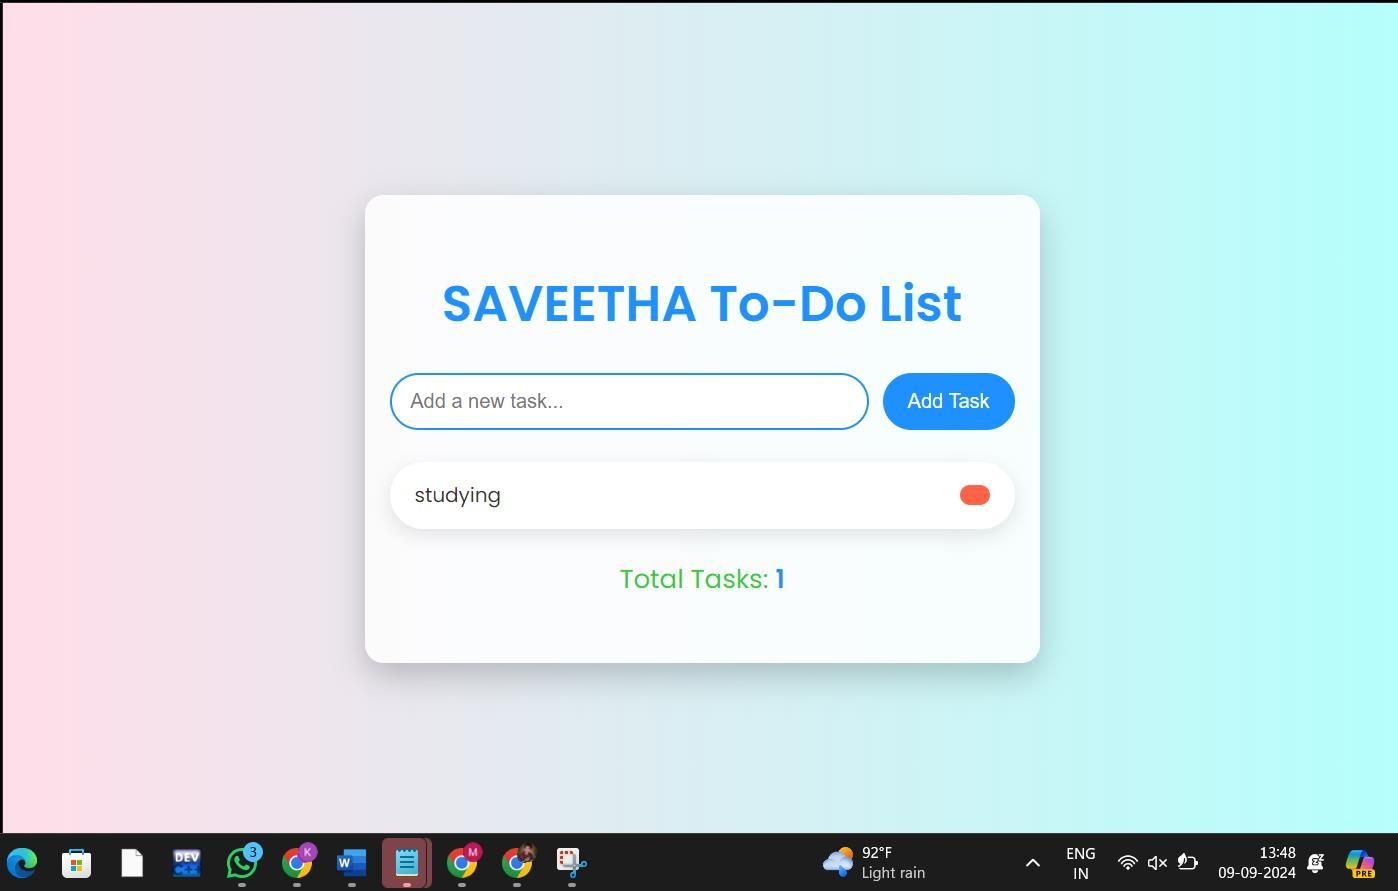 SAVEETHA To-Do List
Add a new task...
Add Task
studying
Total Tasks: 1
DEV
C++
3
K
W
M
92°F
Light rain
ENG
IN
13:48
09-09-2024
PRE